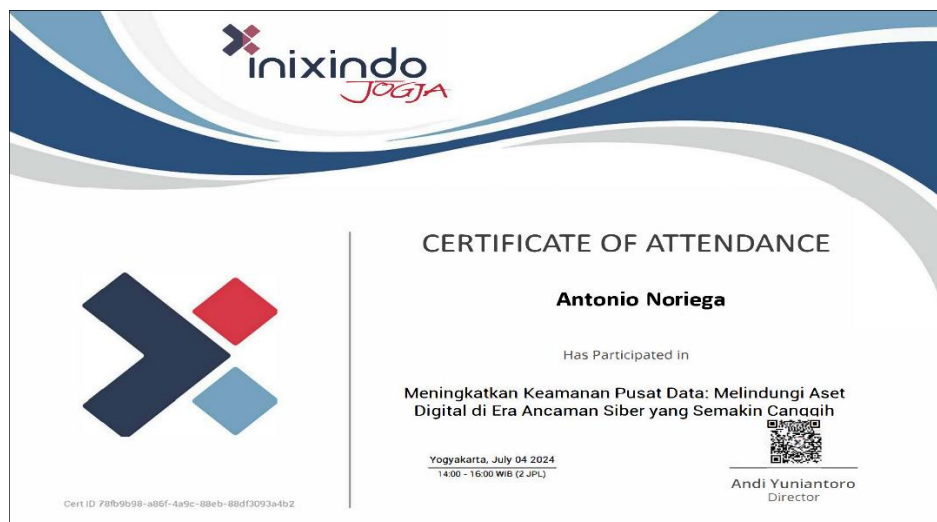 inixindo
JOGJA
CERTIFICATE OF ATTENDANCE
Antonio Noriega
Has Participated in
Meningkatkan Keamanan Pusat Data: Melindungi Aset
Digital di Era Ancaman Siber yang Semakin Canggih
Yogyakarta, July 04 2024
14:00 - 16:00 WIB (2 JPL)
Andi Yuniantoro
Director
Cert ID 78fb9b98-a86f-4a9c-88eb-88df3093a4b2